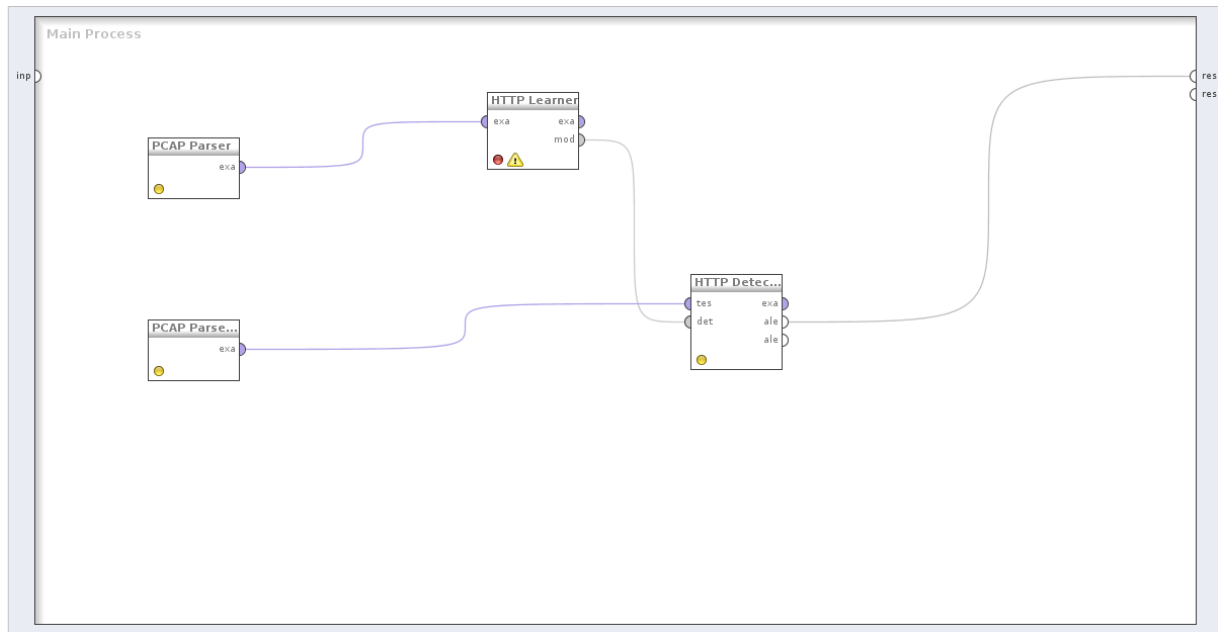 Main Process
inp
res
res
HTTP Learner
exa exa
mod
PCAP Parser
exa
HTTP Detec...
tes exa
det ale
ale
PCAP Parse...
exa